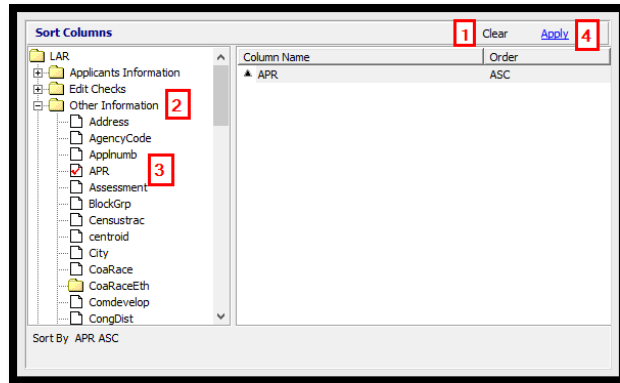 Sort Columns 1 Clear Apply 4
LAR
Applicants Information
Edit Checks
Other Information 2
Address
AgencyCode
Applnumb
APR 3
Assessment
BlockGrp
Censustrac
centroid
City
CoaRace
CoaRaceEth
Comdevelop
CongDist
Column Name Order
APR ASC
Sort By APR ASC